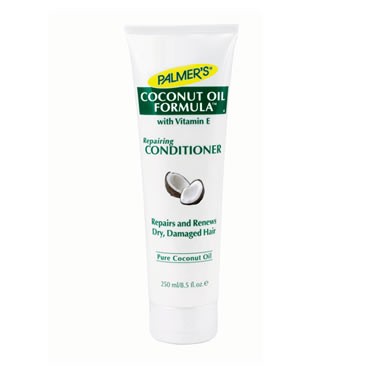 PALMER'S®
COCONUT OIL
FORMULA™
with Vitamin E
Repairing
CONDITIONER
Repairs and Renews
Dry, Damaged Hair
Pure Coconut Oil
250 ml/8.5 fl. oz ℮